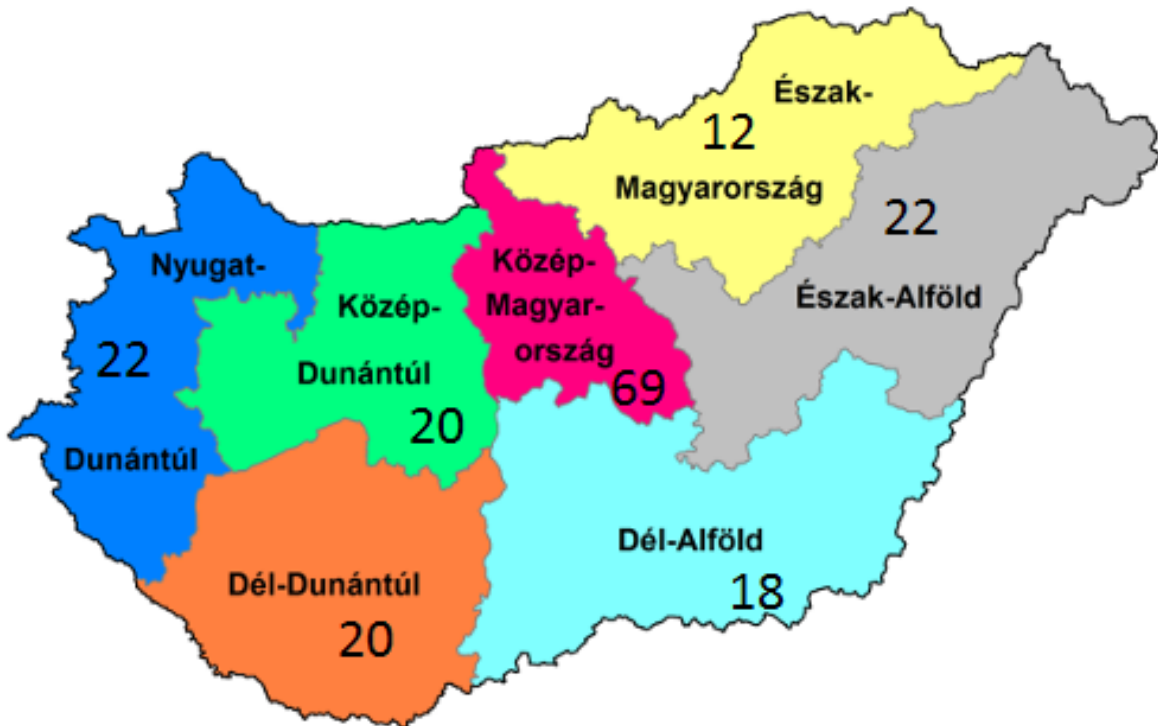 Észak-
12
Magyarország
22
Észak-Alföld
Nyugat-
22
Dunántúl
Közép-
Dunántúl
20
Közép-
Magyar-
ország
69
Dél-Dunántúl
20
Dél-Alföld
18